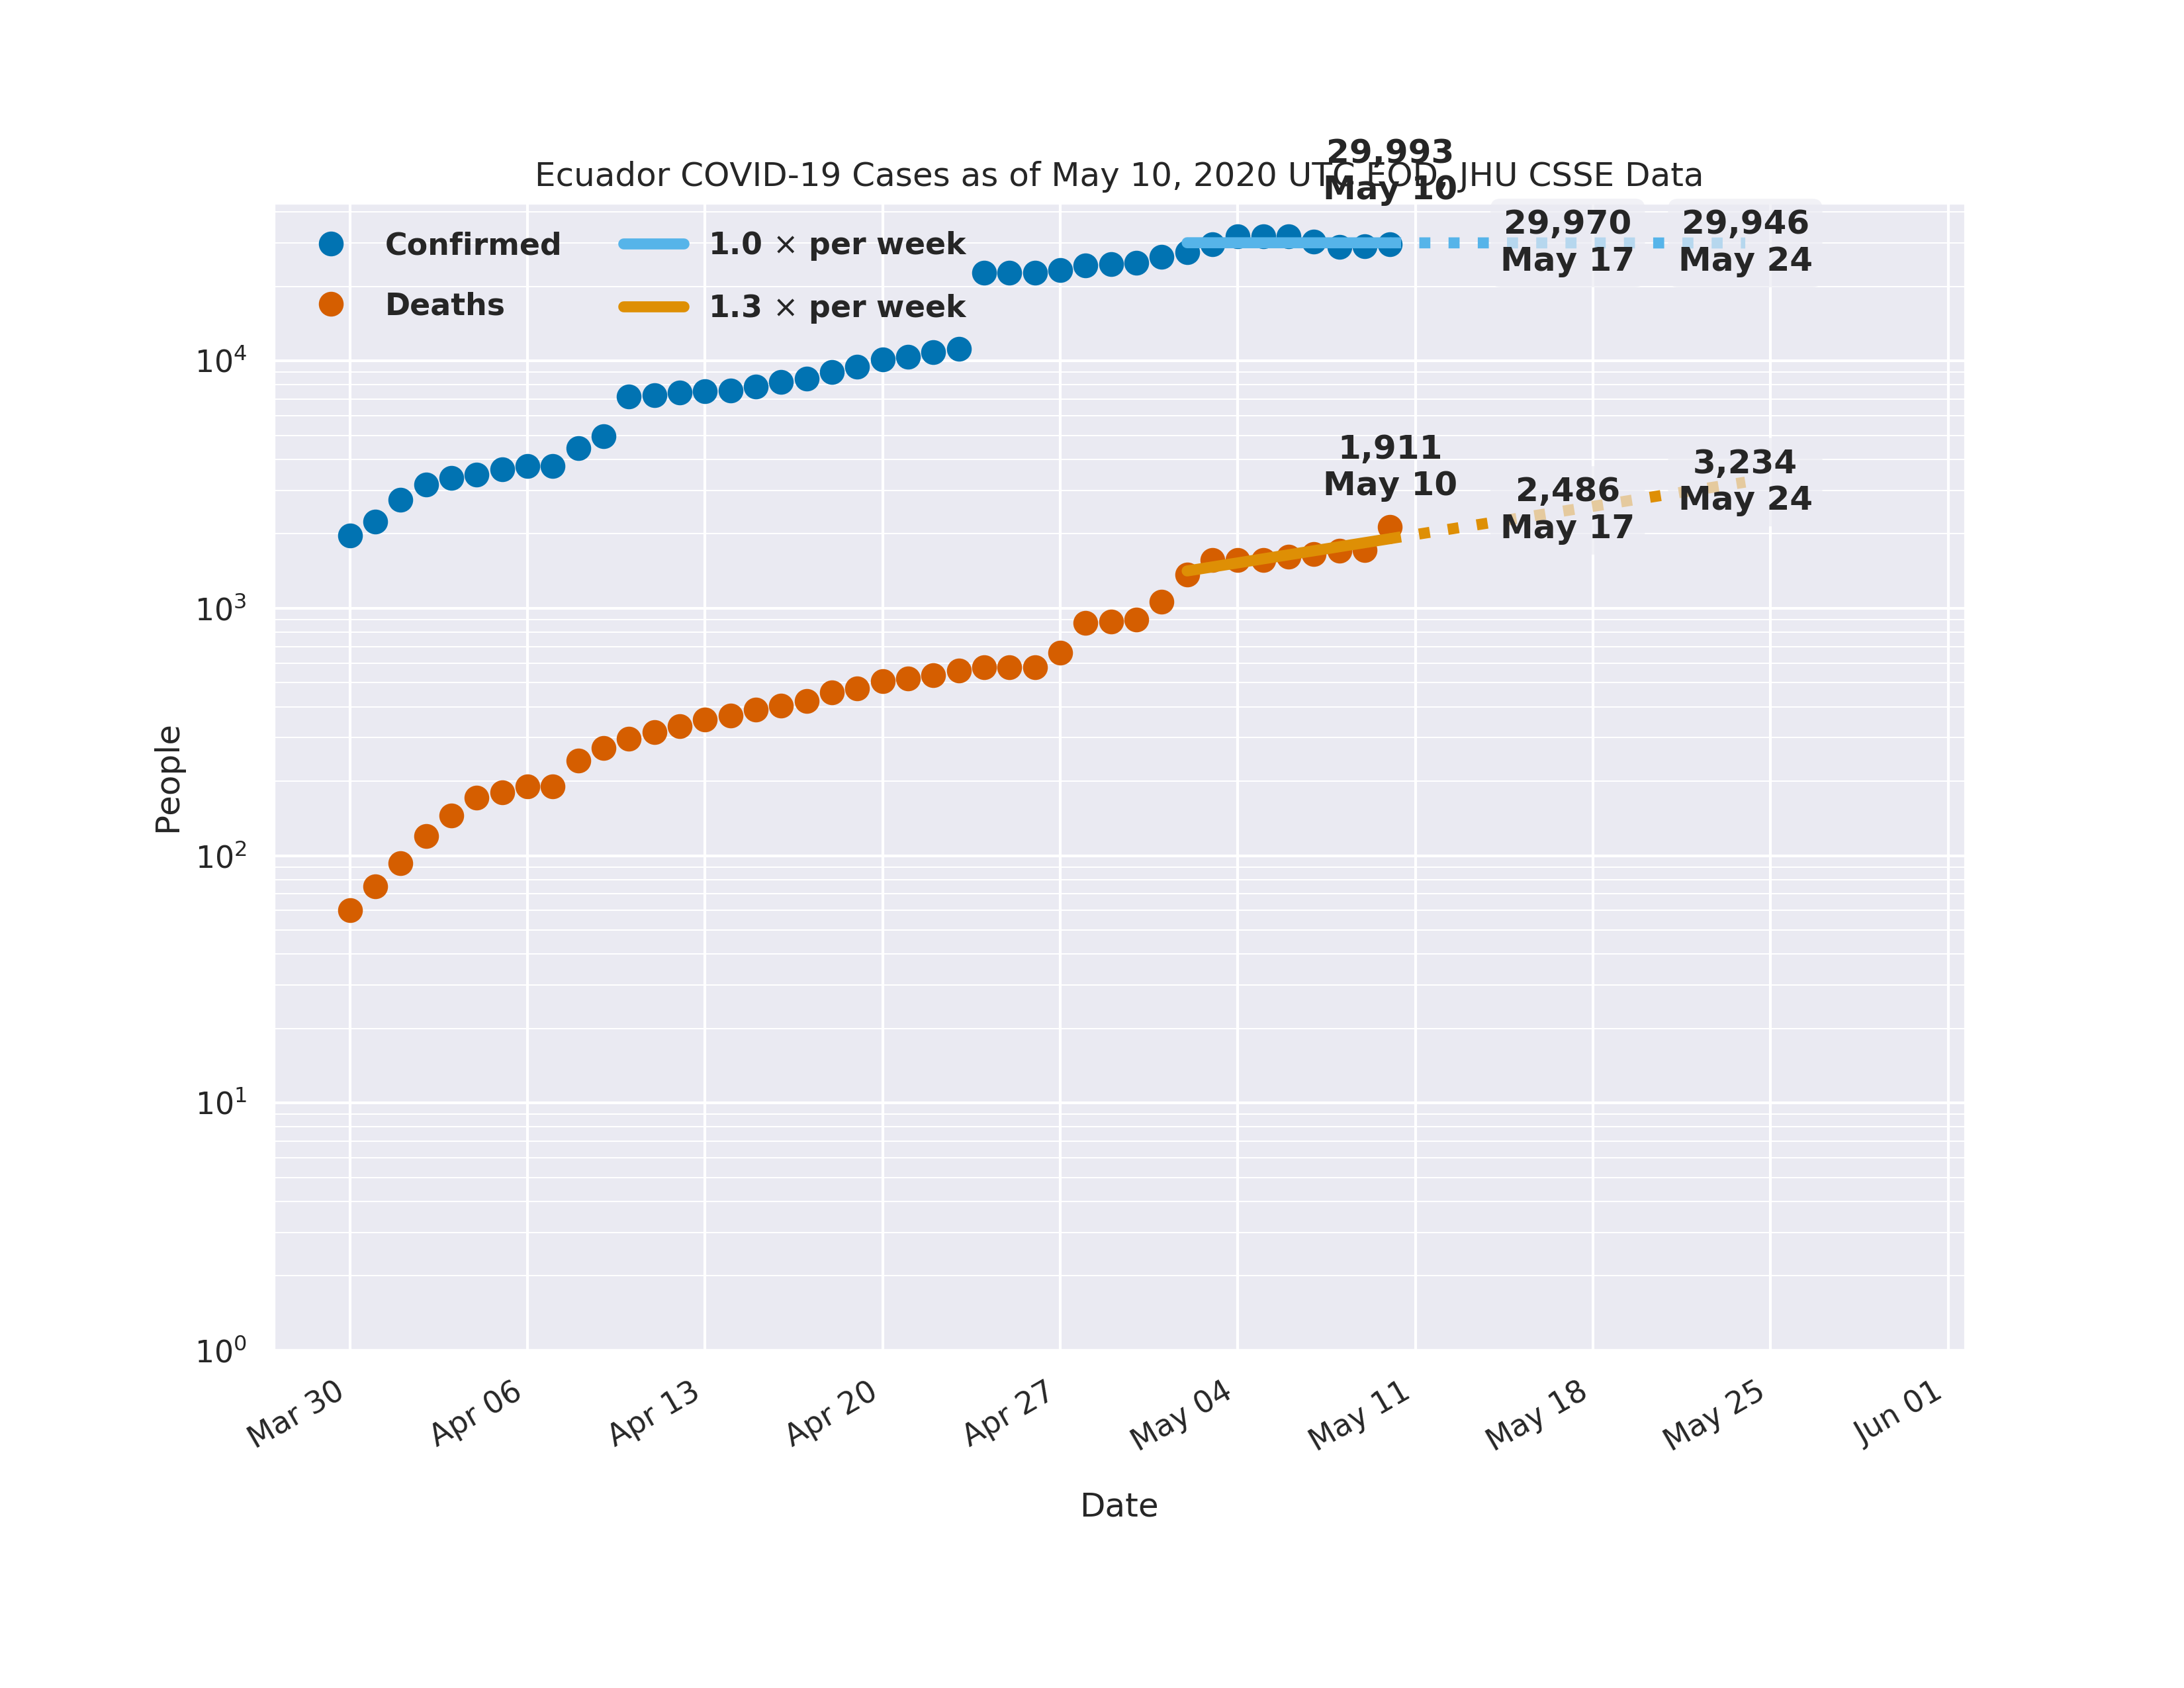 29,993
May 10
Ecuador COVID-19 Cases as of May 10, 2020 UTC EOD, JHU CSSE Data
Confirmed
Deaths
1.0 × per week
1.3 × per week
29,970
May 17
29,946
May 24
1,911
May 10
2,486
May 17
3,234
May 24
People
10⁴
10³
10²
10¹
10⁰
Mar 30
Apr 06
Apr 13
Apr 20
Apr 27
May 04
May 11
May 18
May 25
Jun 01
Date